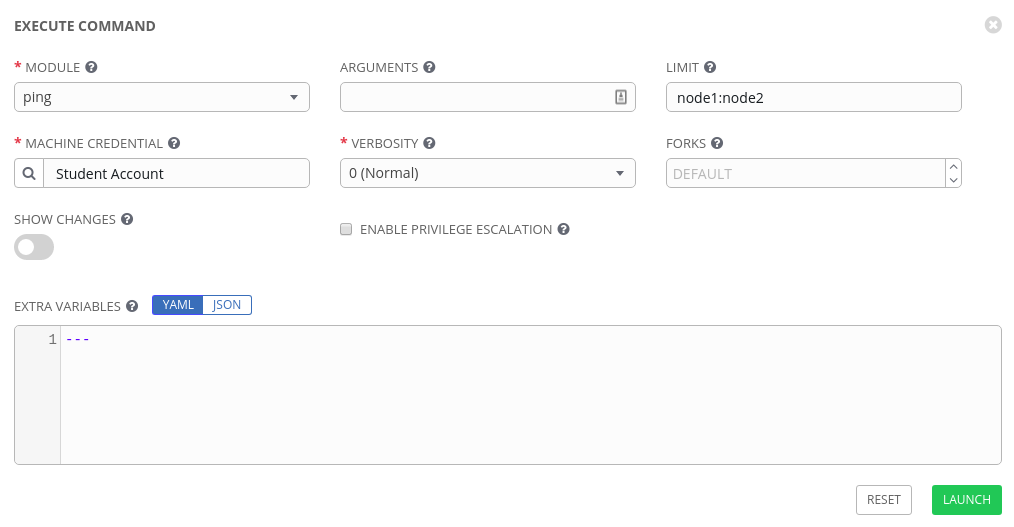 EXECUTE COMMAND
* MODULE ? ARGUMENTS ? LIMIT ?
ping node1:node2
* MACHINE CREDENTIAL ? * VERBOSITY ? FORKS ?
Student Account 0 (Normal) DEFAULT
SHOW CHANGES ?
ENABLE PRIVILEGE ESCALATION ?
EXTRA VARIABLES ? YAML JSON
1 ---
RESET LAUNCH